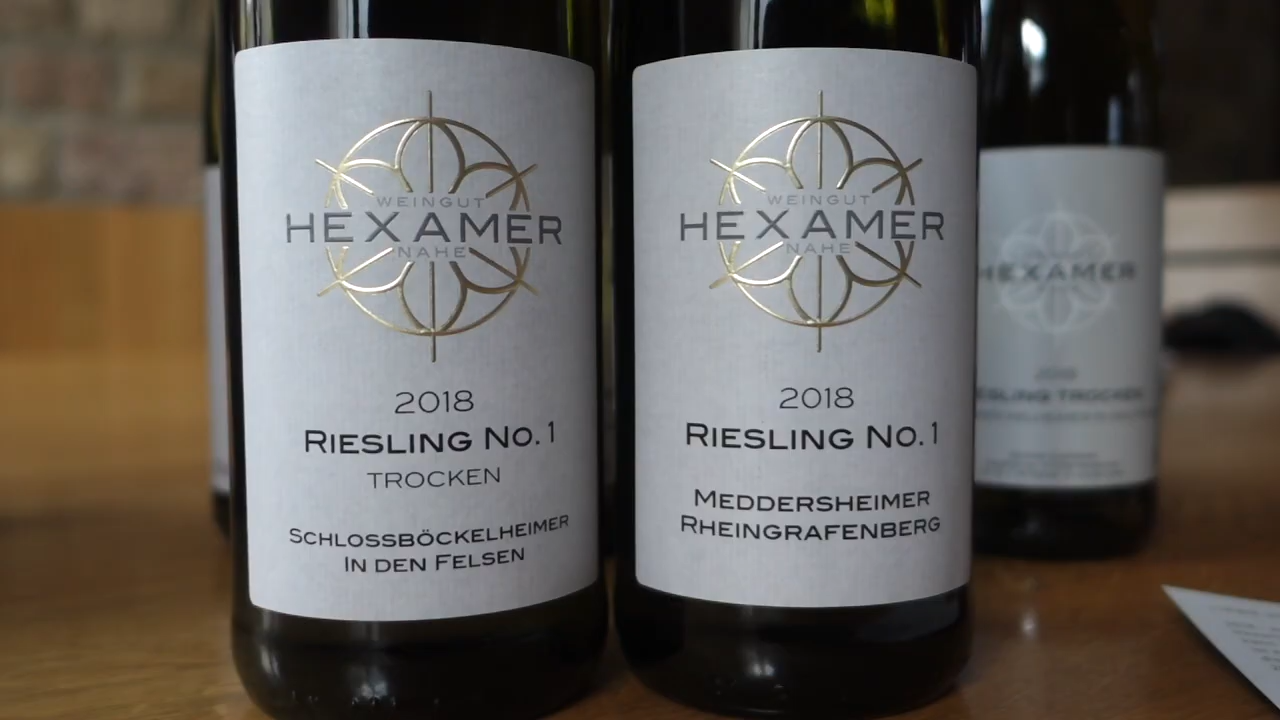 WEINGUT
HEXAMER
NAHE
2018
RIESLING NO. 1
TROCKEN
SCHLOSSBÖCKELHEIMER
IN DEN FELSEN
WEINGUT
HEXAMER
NAHE
2018
RIESLING NO. 1
MEDDERSHEIMER
RHEINGRAFENBERG
HEXAMER
TROCKEN